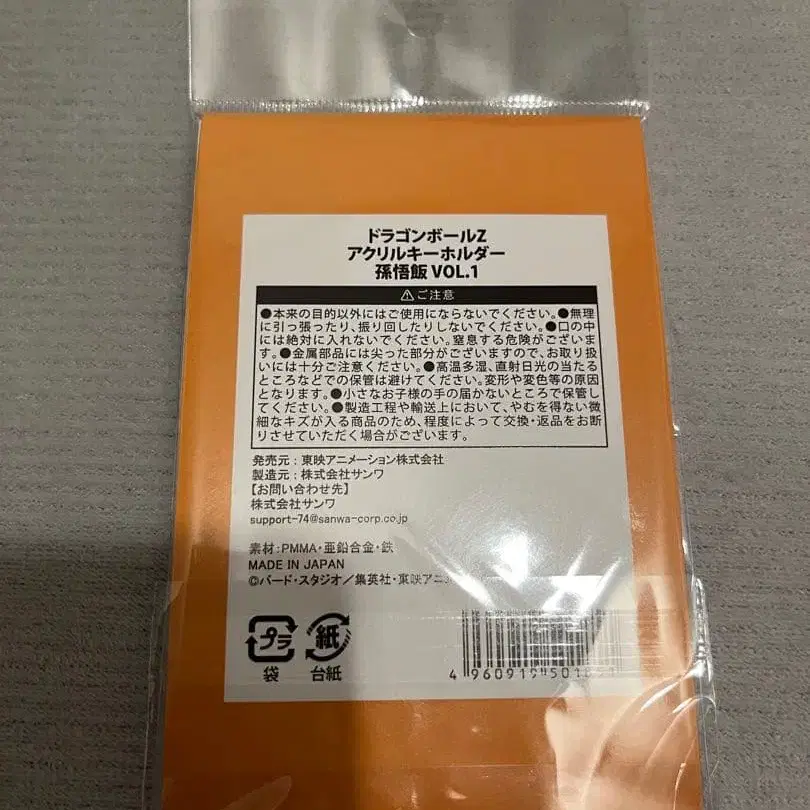 ドラゴンボールZ
アクリルキーホルダー
孫悟飯 VOL.1
⚠ご注意
●本来の目的以外にはご使用にならないでください。●無理
に引っ張ったり、振り回したりしないでください。●口の中
には絶対に入れないでください。窒息する危険がございま
す。●金属部品には尖った部分がございますので、お取り扱
いには十分ご注意ください。●高温多湿、直射日光の当たる
ところなどでの保管は避けてください。変形や変色等の原因
となります。●小さなお子様の手の届かないところで保管し
てください。●製造工程や輸送上において、やむを得ない微
細なキズが入る商品のため、程度によって交換・返品をお断
りさせていただく場合がございます。
発売元：東映アニメーション株式会社
製造元：株式会社サンワ
【お問い合わせ先】
株式会社サンワ
support-74@sanwa-corp.co.jp
素材：PMMA・亜鉛合金・鉄
MADE IN JAPAN
©バード・スタジオ／集英社・東映アニ
プラ 紙
袋 台紙